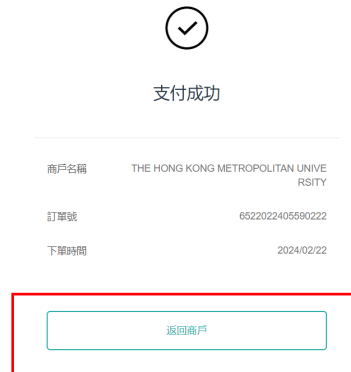 支付成功
商戶名稱 THE HONG KONG METROPOLITAN UNIVE
RSITY
訂單號 6522022405590222
下單時間 2024/02/22
返回商戶